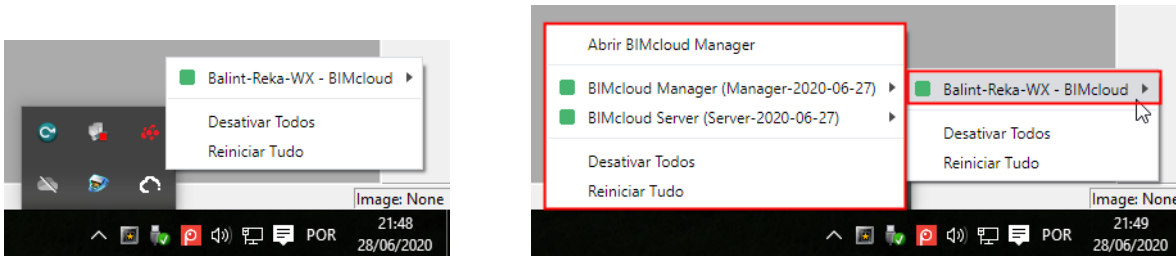 Balint-Reka-WX - BIMcloud
Desativar Todos
Reiniciar Tudo
Image: None
POR
21:48
28/06/2020
Abrir BIMcloud Manager
BIMcloud Manager (Manager-2020-06-27)
BIMcloud Server (Server-2020-06-27)
Desativar Todos
Reiniciar Tudo
Balint-Reka-WX - BIMcloud
Desativar Todos
Reiniciar Tudo
Image: None
POR
21:49
28/06/2020